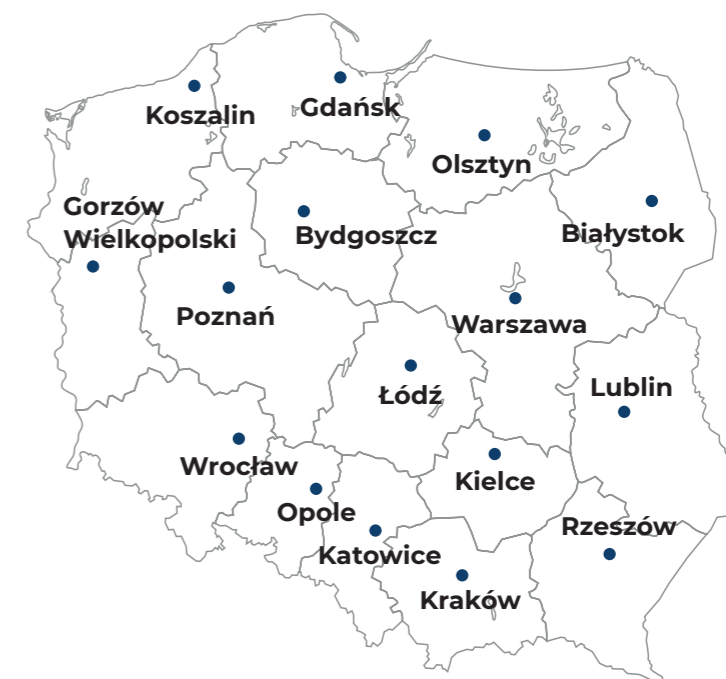 Koszalin
Gdańsk
Olsztyn
Gorzów
Wielkopolski
Bydgoszcz
Białystok
Poznań
Warszawa
Łódź
Lublin
Wrocław
Kielce
Opole
Rzeszów
Katowice
Kraków